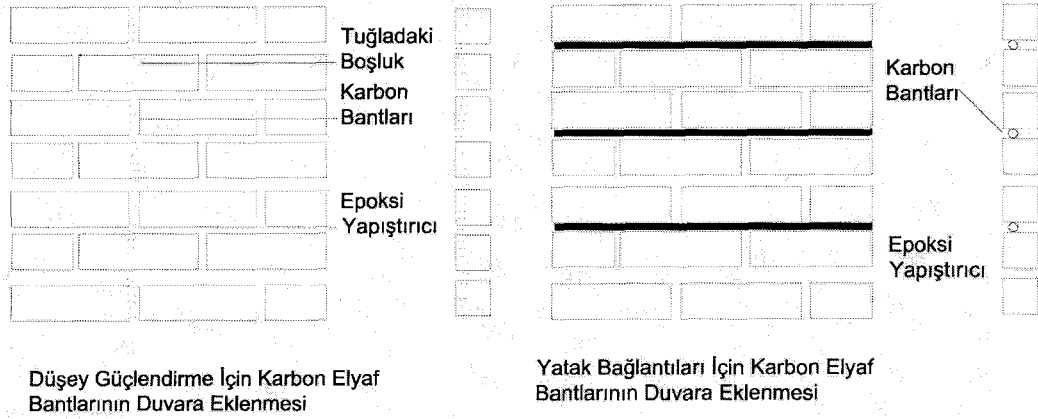 Tuğladaki
Boşluk
Karbon
Bantları
Epoksi
Yapıştırıcı
Düşey Güçlendirme İçin Karbon Elyaf
Bantlarının Duvara Eklenmesi
Karbon
Bantları
Epoksi
Yapıştırıcı
Yatak Bağlantıları İçin Karbon Elyaf
Bantlarının Duvara Eklenmesi